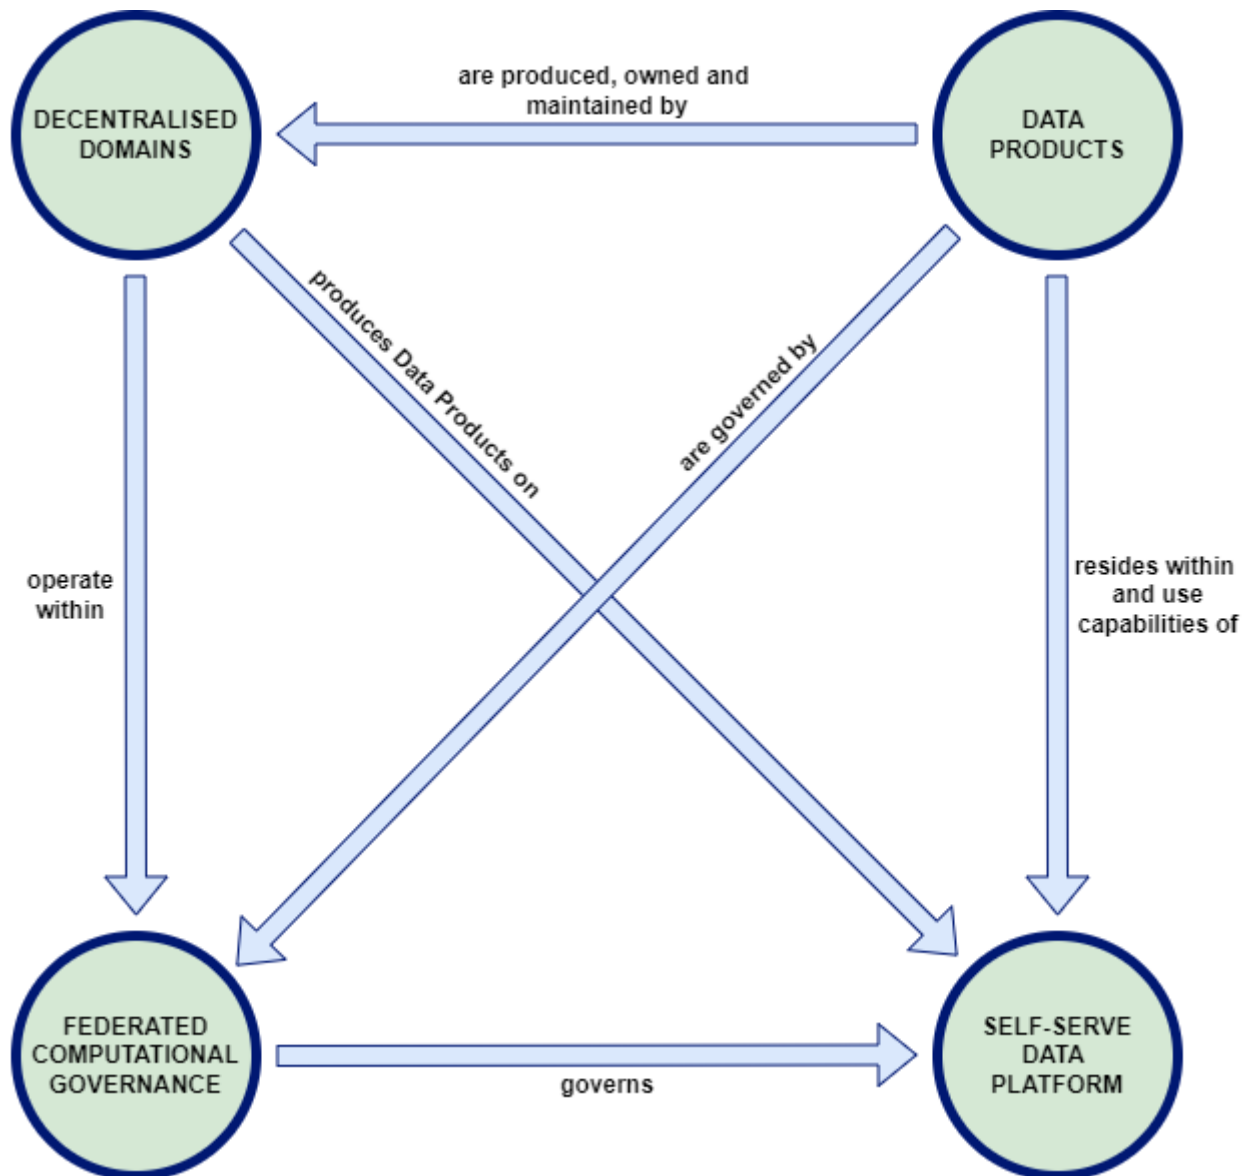 are produced, owned and
maintained by
DECENTRALISED
DOMAINS
DATA
PRODUCTS
produces Data Products on
are governed by
operate
within
resides within
and use
capabilities of
FEDERATED
COMPUTATIONAL
GOVERNANCE
governs
SELF-SERVE
DATA
PLATFORM